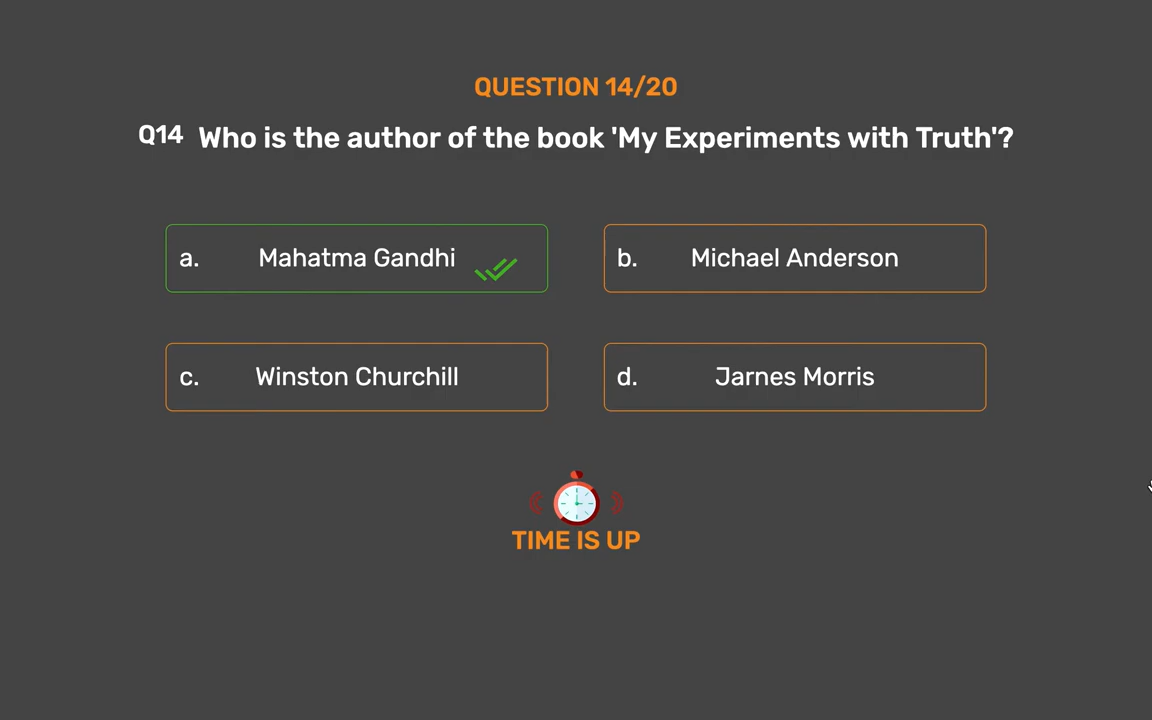 QUESTION 14/20
Q14 Who is the author of the book 'My Experiments with Truth'?
a. Mahatma Gandhi
b. Michael Anderson
c. Winston Churchill
d. Jarnes Morris
TIME IS UP